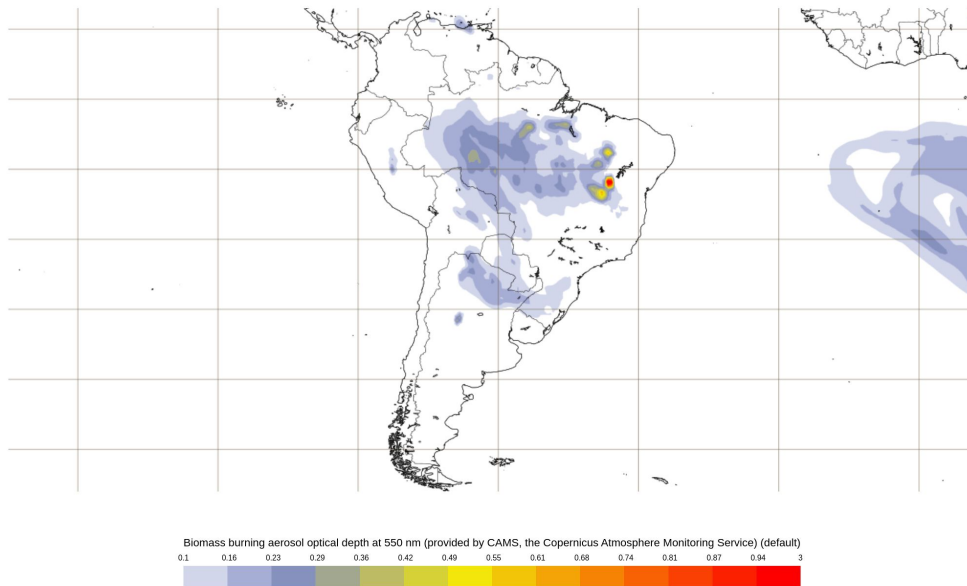 Biomass burning aerosol optical depth at 550 nm (provided by CAMS, the Copernicus Atmosphere Monitoring Service) (default)
0.1 0.16 0.23 0.29 0.36 0.42 0.49 0.55 0.61 0.68 0.74 0.81 0.87 0.94 3